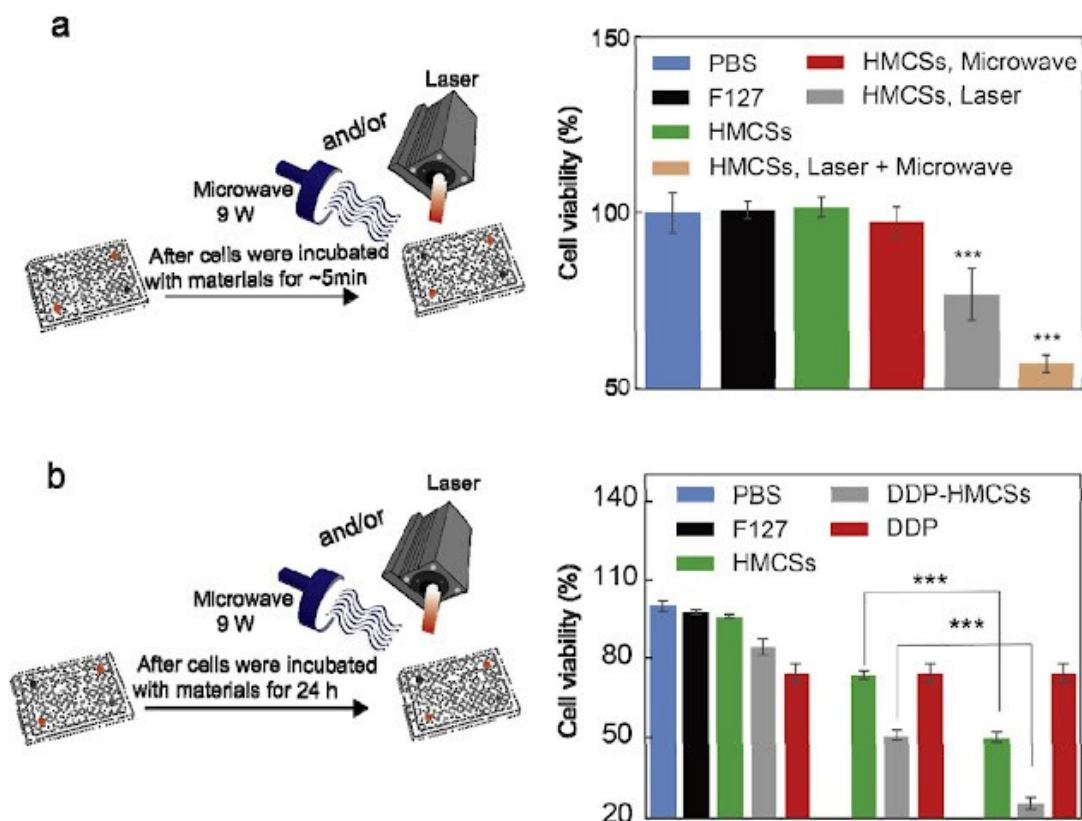 a
Laser
and/or
Microwave
9 W
After cells were incubated
with materials for ~5min
Cell viability (%)
150
100
50
PBS
F127
HMCSs
HMCSs, Microwave
HMCSs, Laser
HMCSs, Laser + Microwave
***
***
b
Laser
and/or
Microwave
9 W
After cells were incubated
with materials for 24 h
Cell viability (%)
140
110
80
50
20
PBS
F127
HMCSs
DDP-HMCSs
DDP
***
***